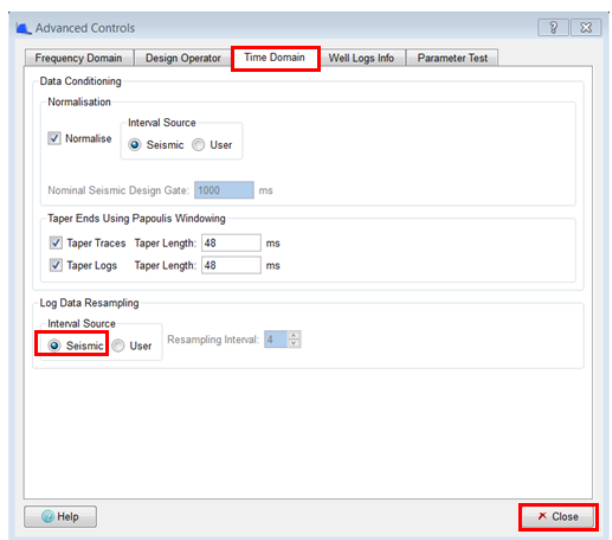 Advanced Controls
Frequency Domain Design Operator Time Domain Well Logs Info Parameter Test
Data Conditioning
Normalisation
Interval Source
Normalise Seismic User
Nominal Seismic Design Gate: 1000 ms
Taper Ends Using Papoulis Windowing
Taper Traces Taper Length: 48 ms
Taper Logs Taper Length: 48 ms
Log Data Resampling
Interval Source
Seismic User Resampling Interval: 4
Help Close